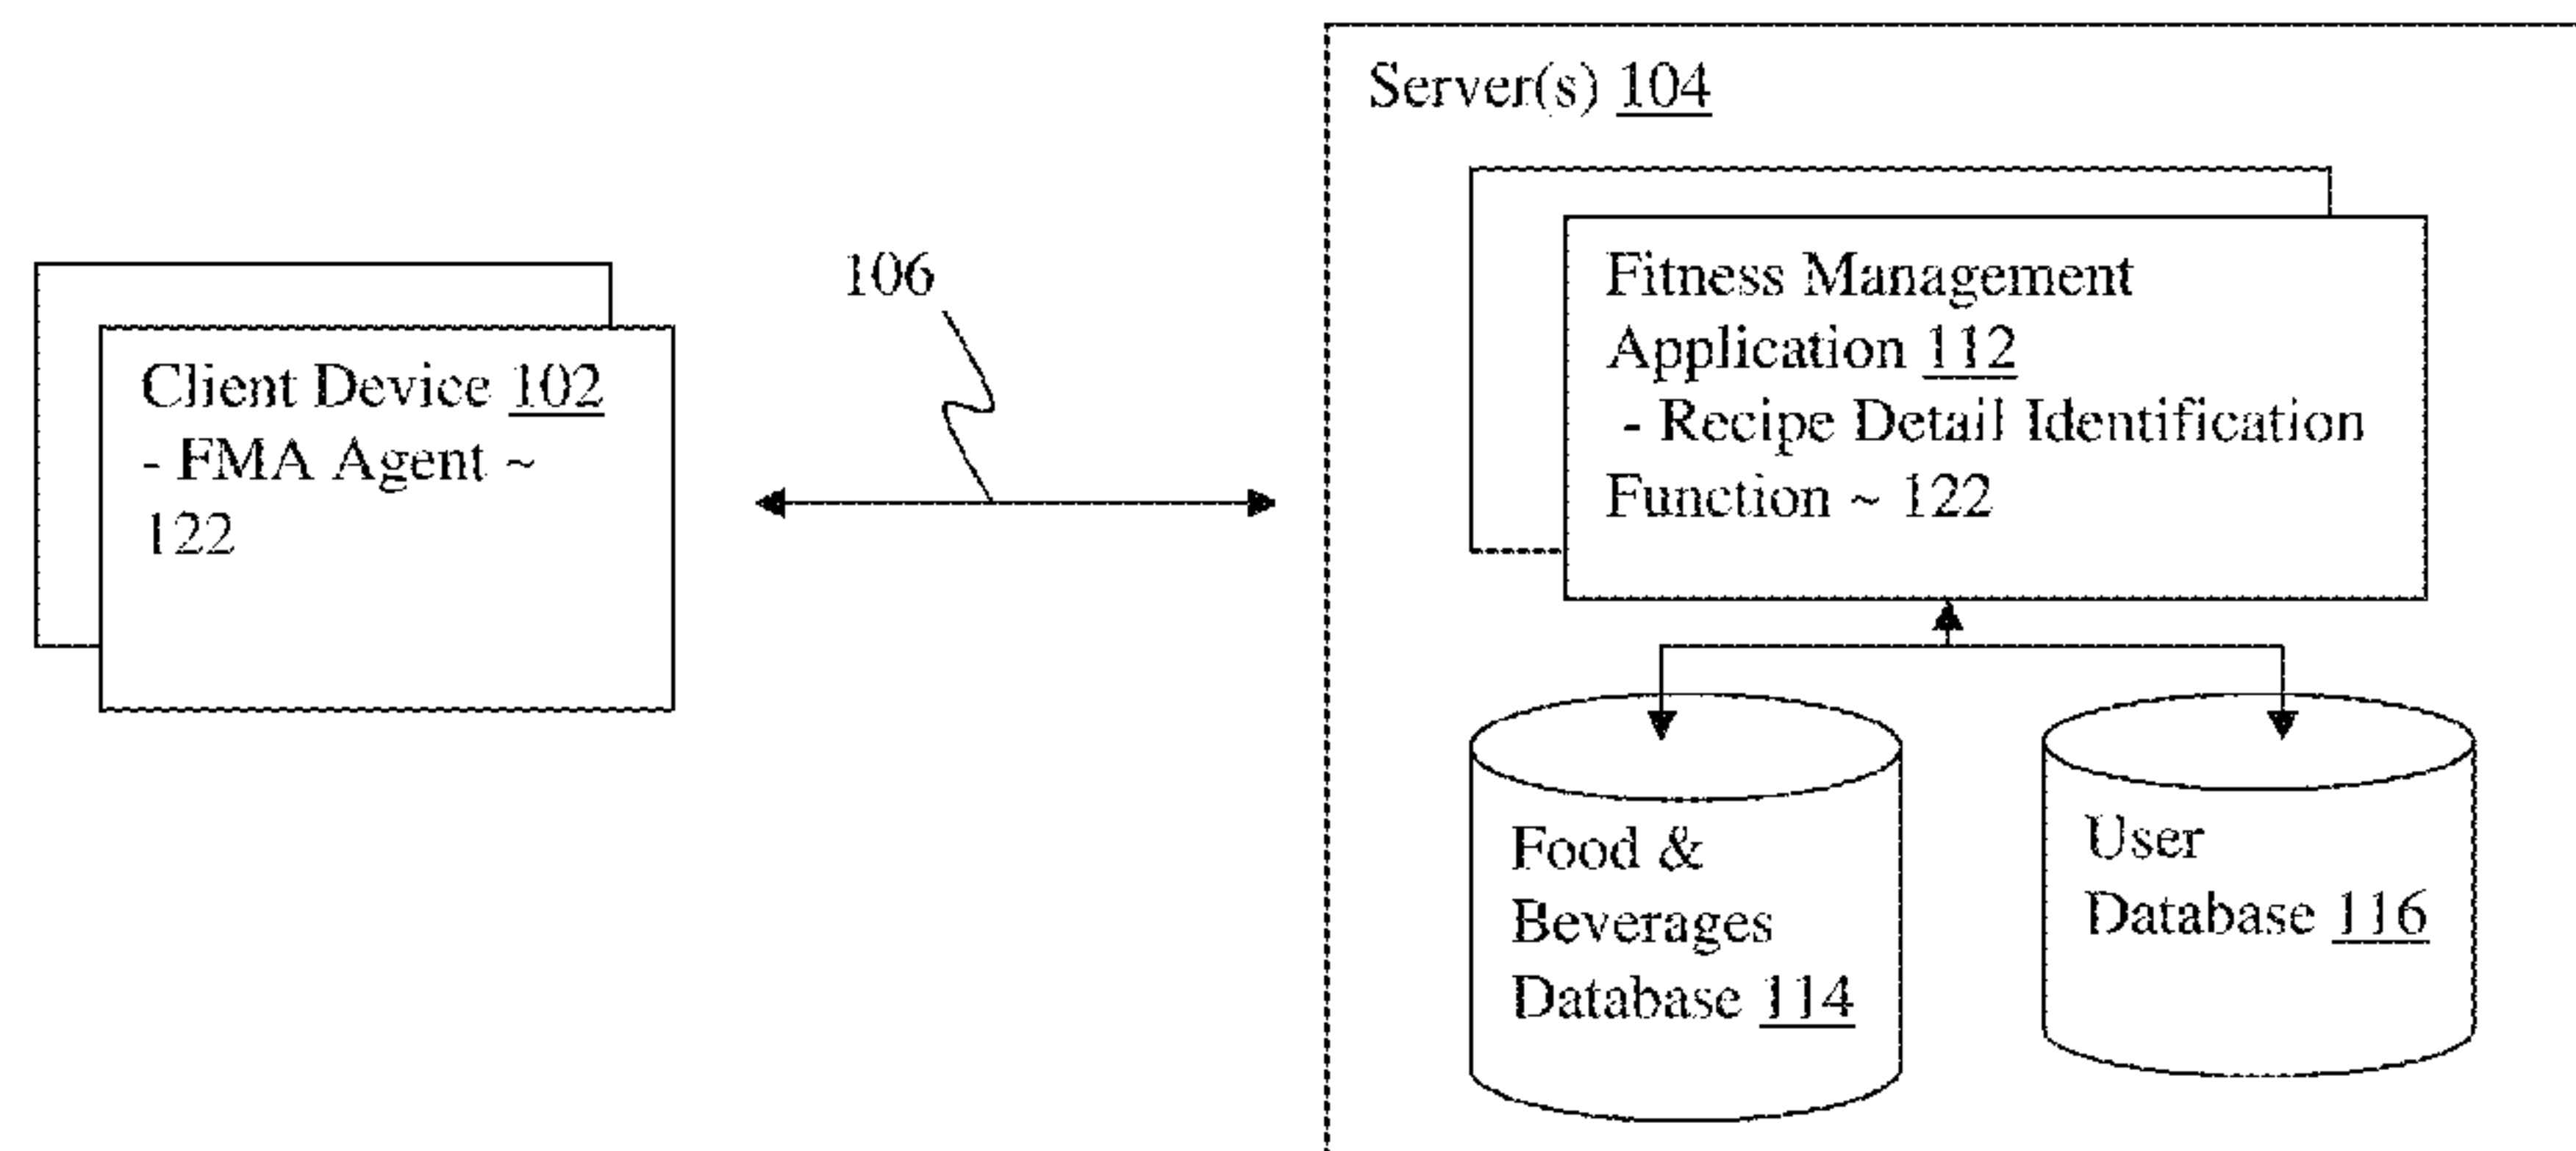 Server(s) 104
Fitness Management
Application 112
- Recipe Detail Identification
Function ~ 122
106
Client Device 102
- FMA Agent ~
122
Food &
Beverages
Database 114
User
Database 116